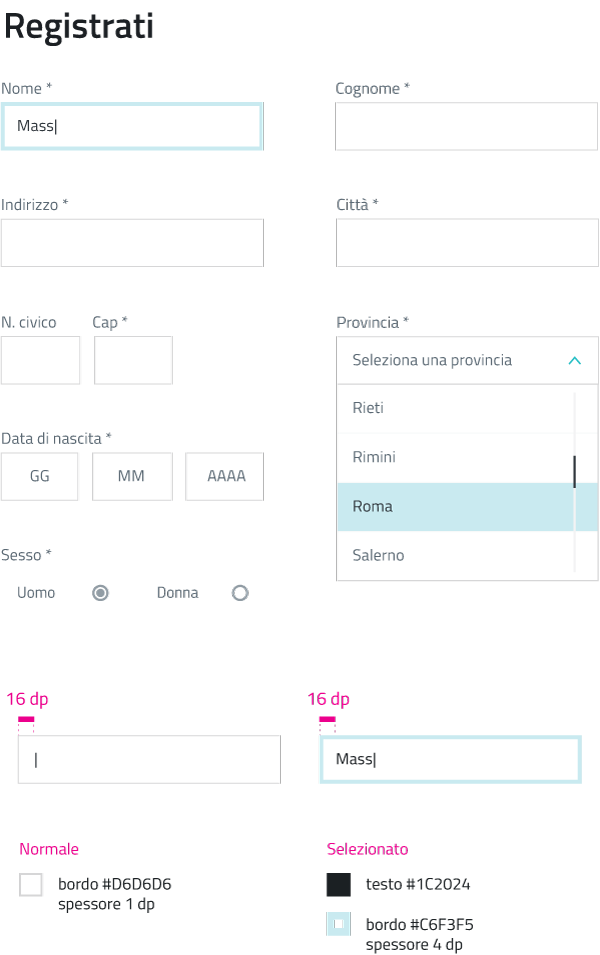 Registrati
Nome *
Cognome *
Mass|
Indirizzo *
Città *
N. civico
Cap *
Provincia *
Seleziona una provincia
Rieti
Rimini
Roma
Salerno
Data di nascita *
GG
MM
AAAA
Sesso *
Uomo
Donna
16 dp
16 dp
|
Mass|
Normale
bordo #D6D6D6
spessore 1 dp
Selezionato
testo #1C2024
bordo #C6F3F5
spessore 4 dp